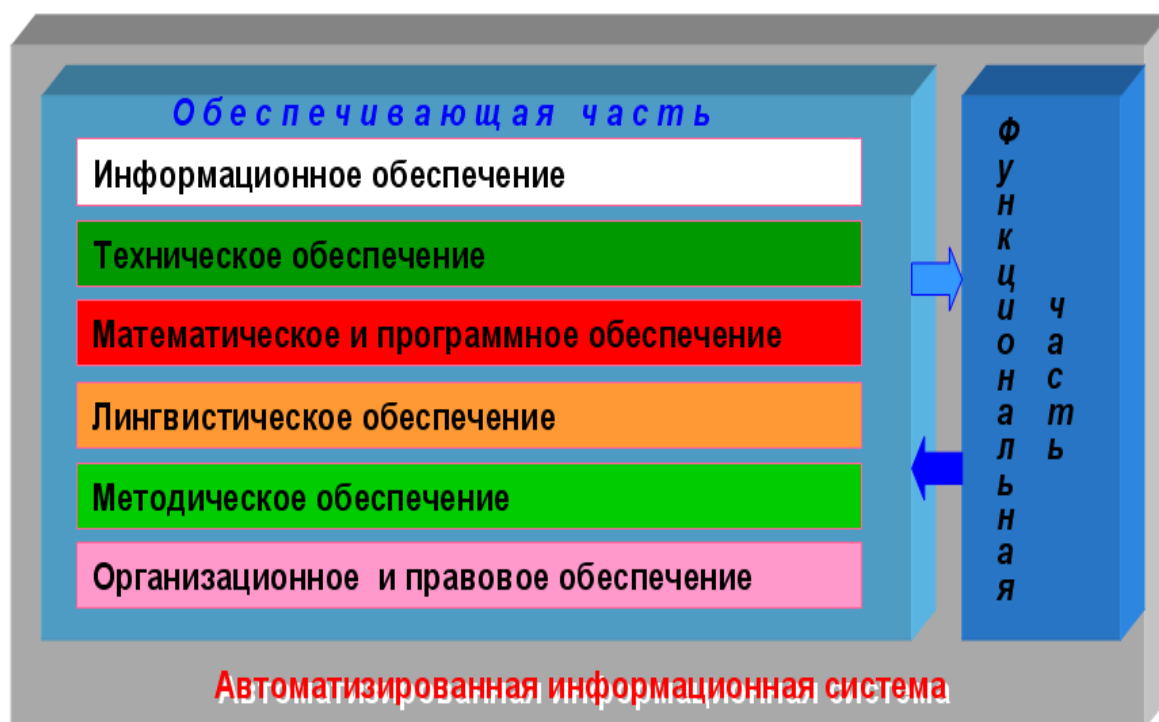 Обеспечивающая часть
Информационное обеспечение
Техническое обеспечение
Математическое и программное обеспечение
Лингвистическое обеспечение
Методическое обеспечение
Организационное и правовое обеспечение
Функциональная
часть
Автоматизированная информационная система